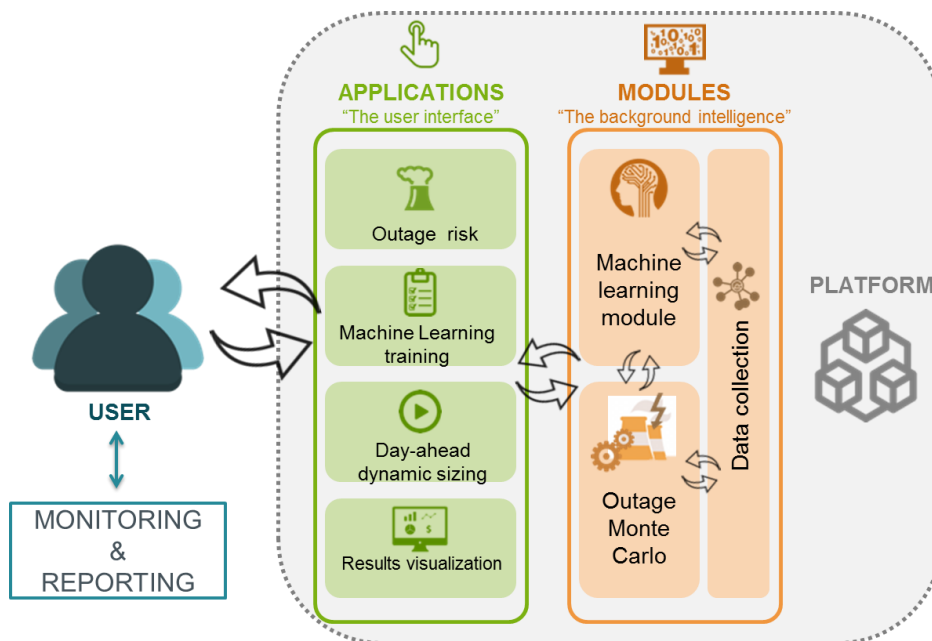 APPLICATIONS
“The user interface”
Outage risk
Machine Learning
training
Day-ahead
dynamic sizing
Results visualization
MODULES
“The background intelligence”
Machine
learning
module
Outage
Monte
Carlo
Data collection
PLATFORM
USER
MONITORING
&
REPORTING